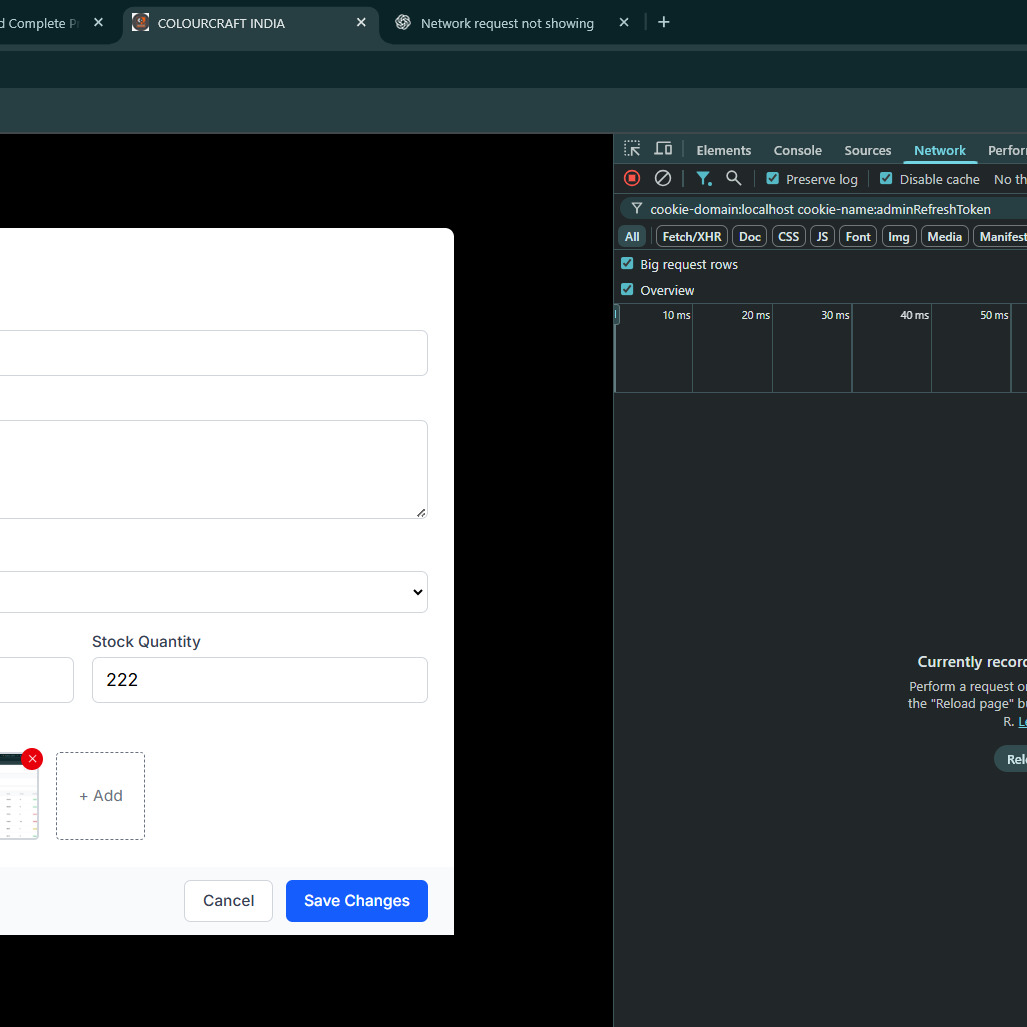 d Complete P
COLOURCRAFT INDIA
Network request not showing
Elements Console Sources Network Perfor
Preserve log Disable cache No th
cookie-domain:localhost cookie-name:adminRefreshToken
All Fetch/XHR Doc CSS JS Font Img Media Manifest
Big request rows
Overview
10 ms 20 ms 30 ms 40 ms 50 ms
Stock Quantity
222
Currently recor
Perform a request o
the "Reload page" b
R. Le
Rel
+ Add
Cancel Save Changes